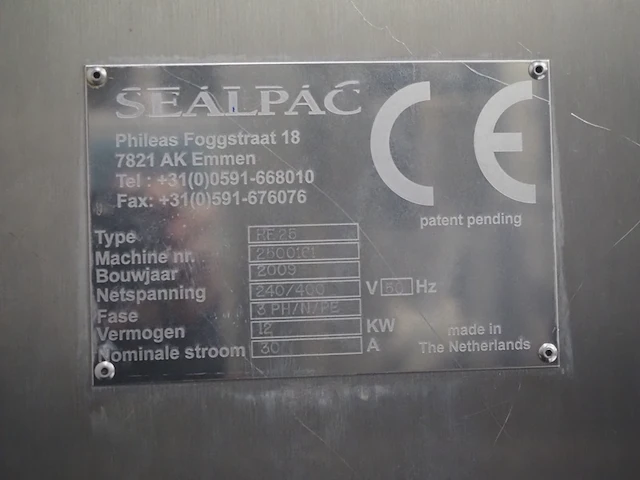 SEALPAC
Phileas Foggstraat 18
7821 AK Emmen
Tel : +31(0)0591-668010
Fax: +31(0)591-676076
CE
patent pending
Type RE25
Machine nr.
Bouwjaar 2009
Netspanning 240/400 V 50 Hz
Fase 3 PH/N/PE
Vermogen 12 KW
Nominale stroom 30 A
made in
The Netherlands